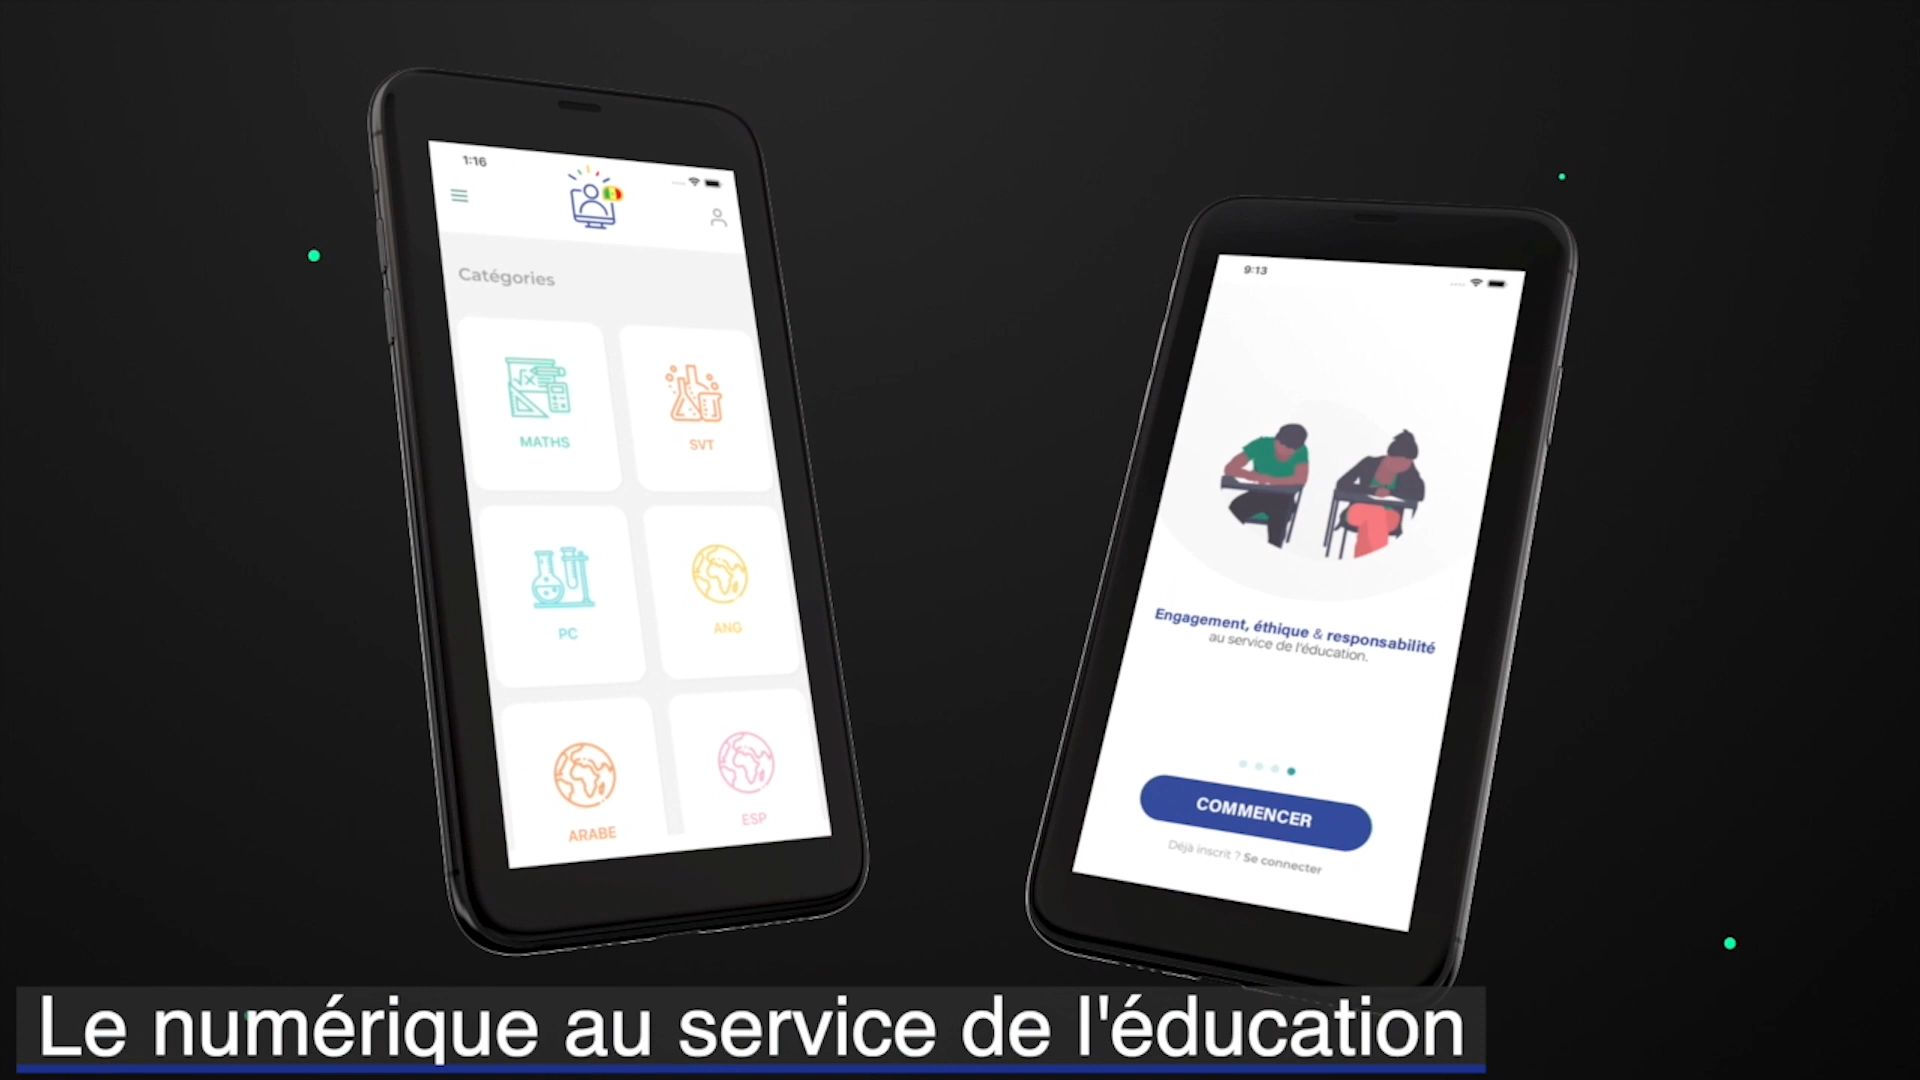 1:16
Catégories
MATHS
SVT
PC
ANG
ARABE
ESP
9:13
Engagement, éthique & responsabilité
au service de l'éducation.
COMMENCER
Déjà inscrit ? Se connecter
Le numérique au service de l'éducation